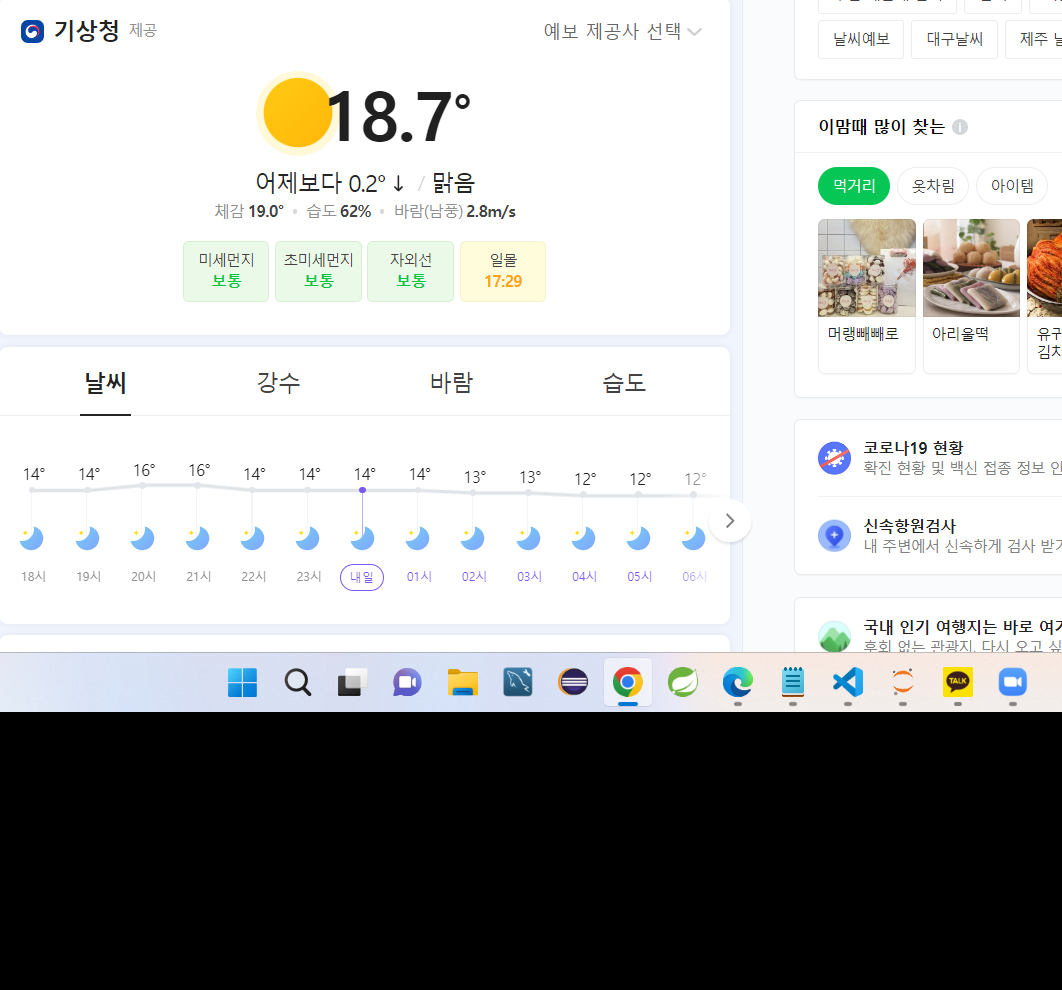 기상청 제공
예보 제공사 선택
18.7°
어제보다 0.2° ↓ / 맑음
체감 19.0° • 습도 62% • 바람(남풍) 2.8m/s
미세먼지 초미세먼지 자외선 일몰
보통 보통 보통 17:29
날씨 강수 바람 습도
14° 14° 16° 16° 14° 14° 14° 14° 13° 13° 12° 12° 12°
18시 19시 20시 21시 22시 23시 내일 01시 02시 03시 04시 05시 06시
날씨예보 대구날씨 제주
이맘때 많이 찾는
먹거리 옷차림 아이템
머랭빼빼로 아리울떡
김치
코로나19 현황
확진 현황 및 백신 접종 정보
신속항원검사
내 주변에서 신속하게 검사
국내 인기 여행지는 바로
후회 없는 관광지, 다시 오고
TALK